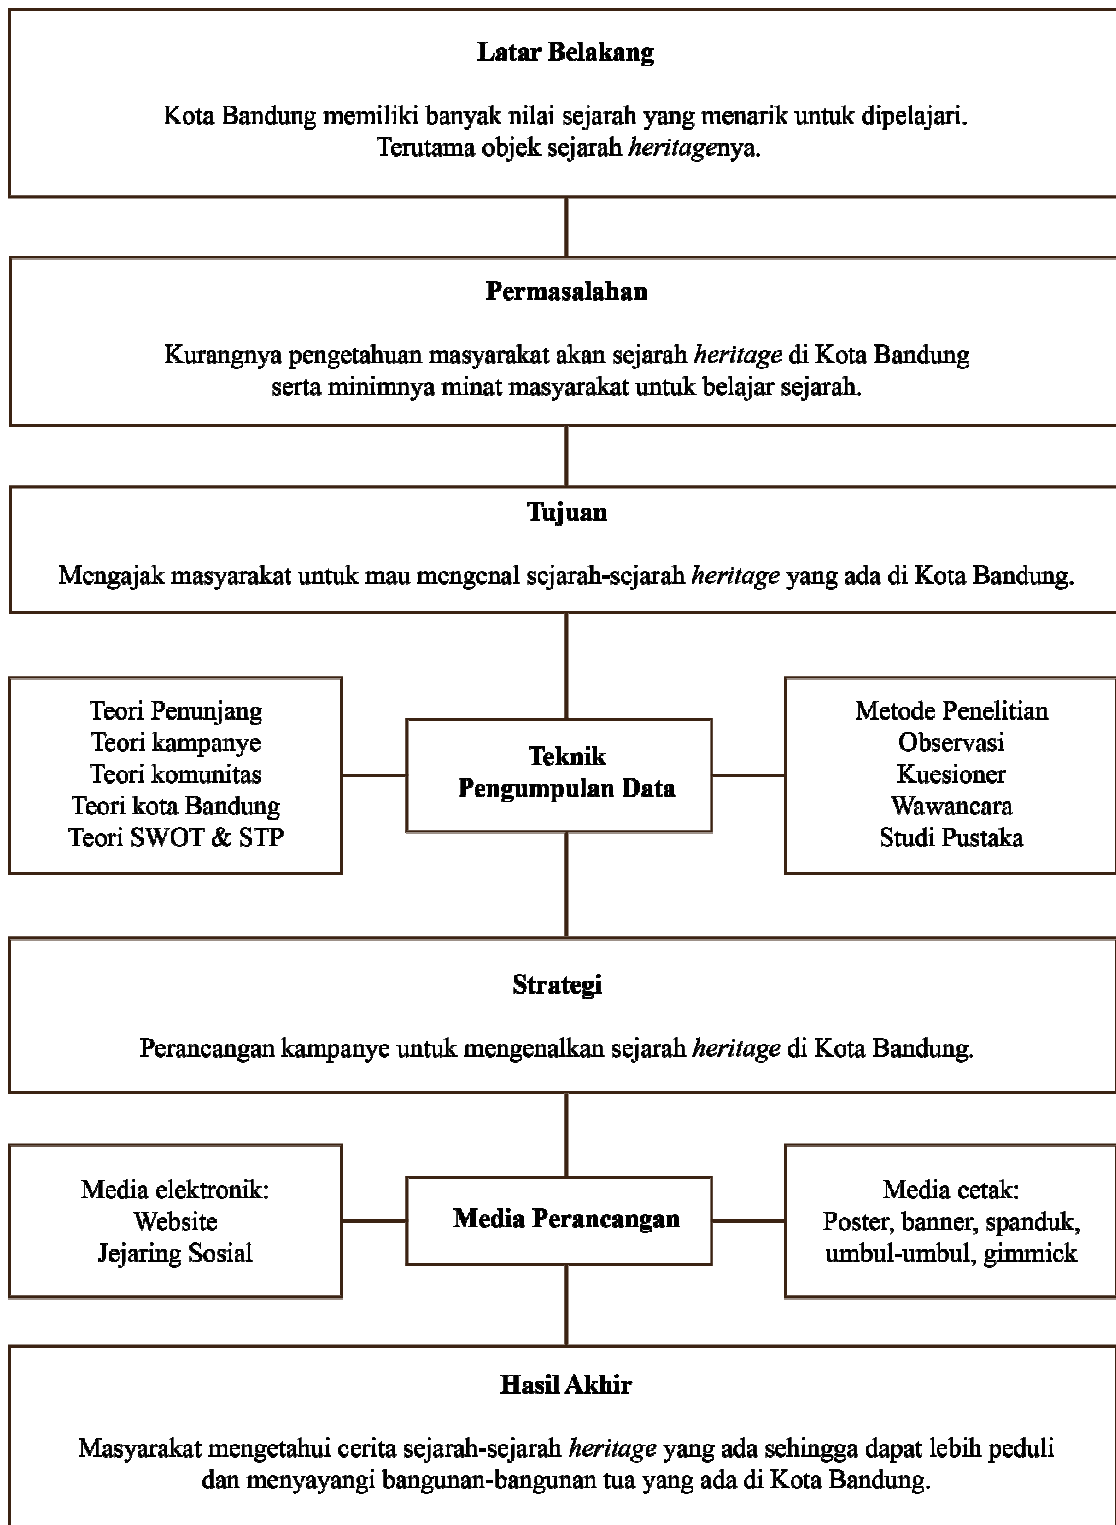 Latar Belakang
Kota Bandung memiliki banyak nilai sejarah yang menarik untuk dipelajari.
Terutama objek sejarah heritagenya.
Permasalahan
Kurangnya pengetahuan masyarakat akan sejarah heritage di Kota Bandung
serta minimnya minat masyarakat untuk belajar sejarah.
Tujuan
Mengajak masyarakat untuk mau mengenal sejarah-sejarah heritage yang ada di Kota Bandung.
Teori Penunjang
Teori kampanye
Teori komunitas
Teori kota Bandung
Teori SWOT & STP
Teknik
Pengumpulan Data
Metode Penelitian
Observasi
Kuesioner
Wawancara
Studi Pustaka
Strategi
Perancangan kampanye untuk mengenalkan sejarah heritage di Kota Bandung.
Media elektronik:
Website
Jejaring Sosial
Media Perancangan
Media cetak:
Poster, banner, spanduk,
umbul-umbul, gimmick
Hasil Akhir
Masyarakat mengetahui cerita sejarah-sejarah heritage yang ada sehingga dapat lebih peduli
dan menyayangi bangunan-bangunan tua yang ada di Kota Bandung.